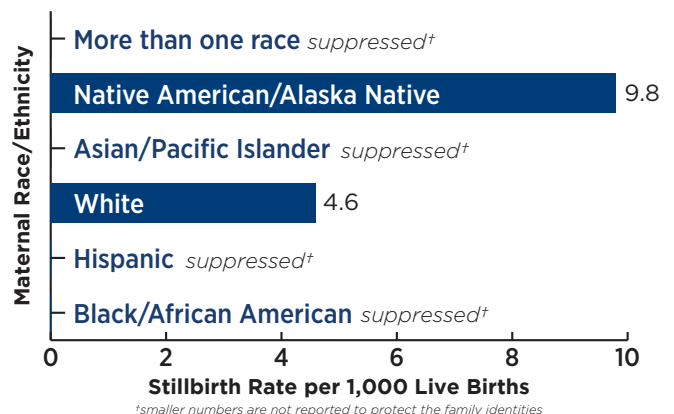 Maternal Race/Ethnicity
More than one race suppressed†
Native American/Alaska Native 9.8
Asian/Pacific Islander suppressed†
White 4.6
Hispanic suppressed†
Black/African American suppressed†
0 2 4 6 8 10
Stillbirth Rate per 1,000 Live Births
†smaller numbers are not reported to protect the family identities